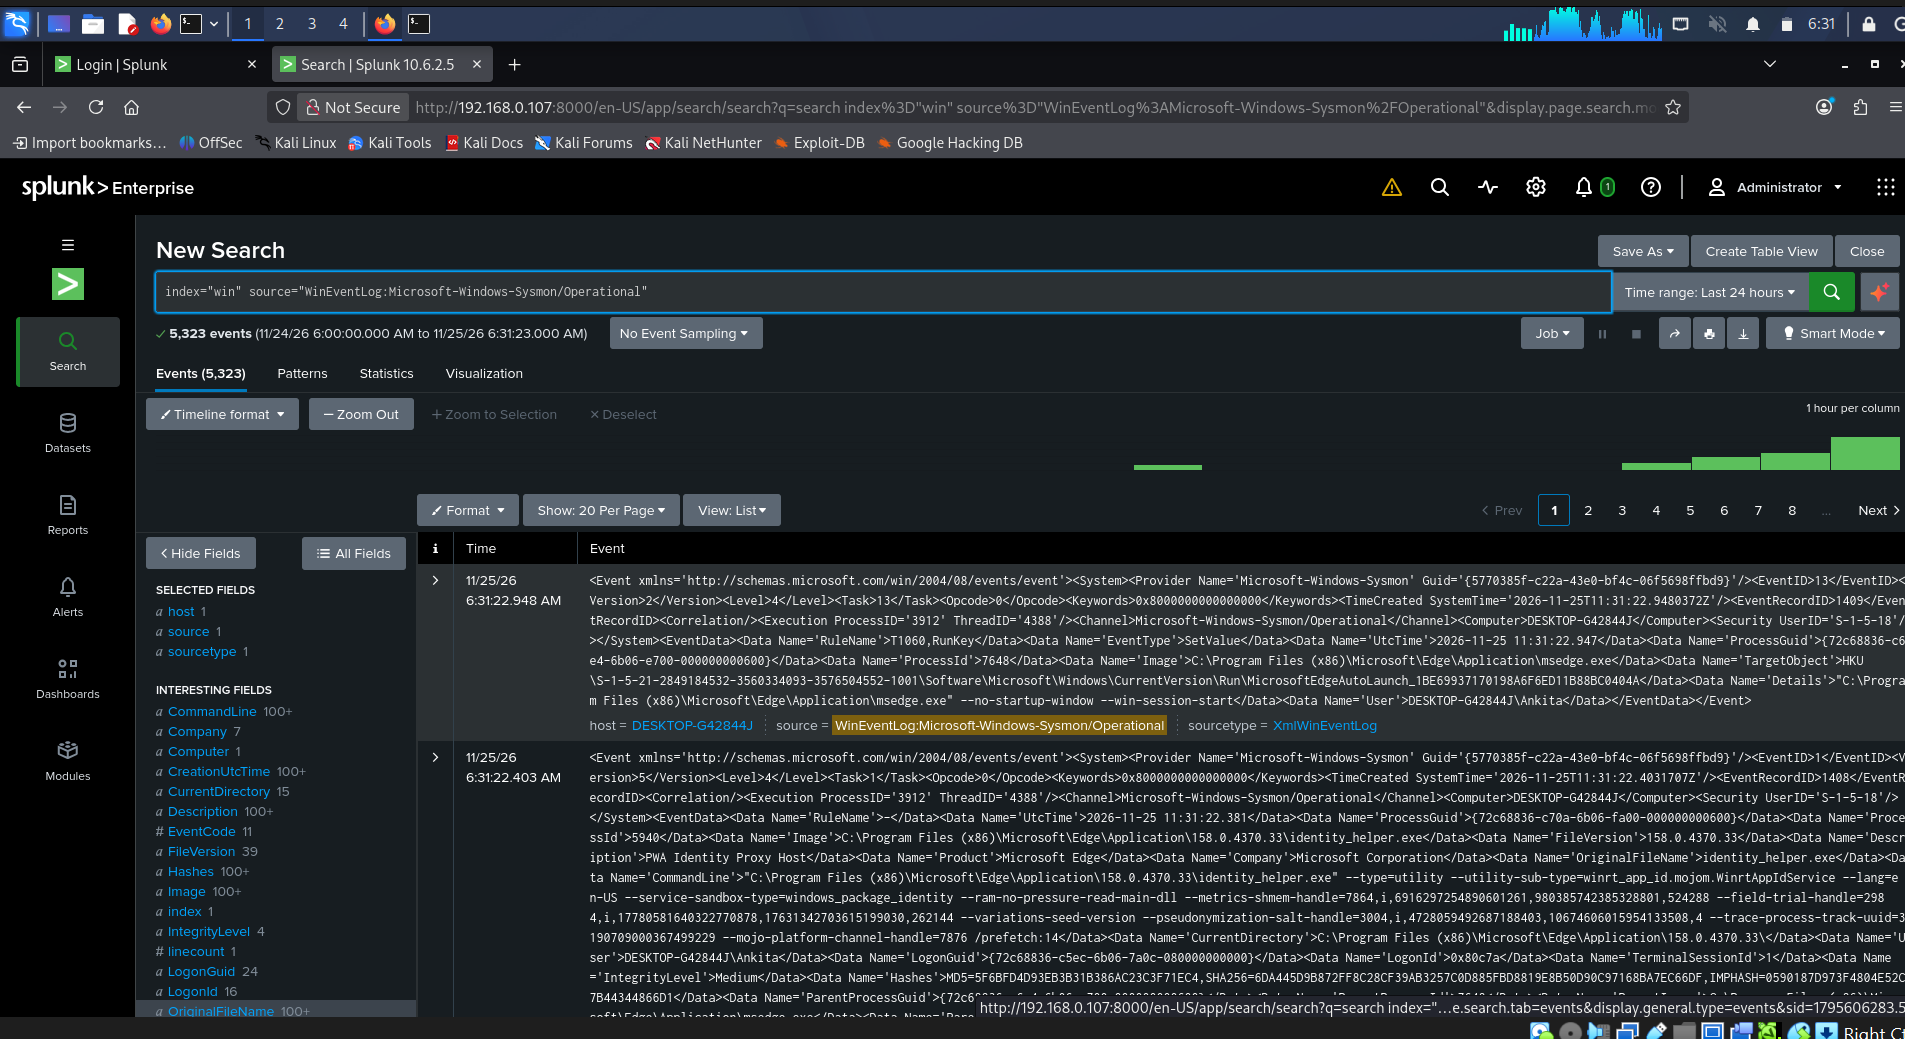 1 2 3 4 6:31
Login | Splunk Search | Splunk 10.6.2.5
Not Secure http://192.168.0.107:8000/en-US/app/search/search?q=search index%3D"win" source%3D"WinEventLog%3AMicrosoft-Windows-Sysmon%2FOperational"&display.page.search.mo
Import bookmarks... OffSec Kali Linux Kali Tools Kali Docs Kali Forums Kali NetHunter Exploit-DB Google Hacking DB
splunk>Enterprise 1 Administrator
New Search Save As Create Table View Close
index="win" source="WinEventLog:Microsoft-Windows-Sysmon/Operational" Time range: Last 24 hours
5,323 events (11/24/26 6:00:00.000 AM to 11/25/26 6:31:23.000 AM) No Event Sampling Job Smart Mode
Search
Events (5,323) Patterns Statistics Visualization
Timeline format Zoom Out + Zoom to Selection × Deselect 1 hour per column
Datasets
Format Show: 20 Per Page View: List < Prev 1 2 3 4 5 6 7 8 ... Next >
Reports
Hide Fields All Fields i Time Event
SELECTED FIELDS
a host 1
a source 1
a sourcetype 1
Alerts
Dashboards
Modules
INTERESTING FIELDS
a CommandLine 100+
a Company 7
a Computer 1
a CreationUtcTime 100+
a CurrentDirectory 15
a Description 100+
# EventCode 11
a FileVersion 39
a Hashes 100+
a Image 100+
a index 1
a IntegrityLevel 4
# linecount 1
a LogonGuid 24
a LogonId 16
a OriginalFileName 100+
11/25/26
6:31:22.948 AM
<Event xmlns='http://schemas.microsoft.com/win/2004/08/events/event'><System><Provider Name='Microsoft-Windows-Sysmon' Guid='{5770385f-c22a-43e0-bf4c-06f5698ffbd9}'/><EventID>13</EventID><
Version>2</Version><Level>4</Level><Task>13</Task><Opcode>0</Opcode><Keywords>0x8000000000000000</Keywords><TimeCreated SystemTime='2026-11-25T11:31:22.9480372Z'/><EventRecordID>1409</Even
tRecordID><Correlation/><Execution ProcessID='3912' ThreadID='4388'/><Channel>Microsoft-Windows-Sysmon/Operational</Channel><Computer>DESKTOP-G42844J</Computer><Security UserID='S-1-5-18'/
></System><EventData><Data Name='RuleName'>T1060,RunKey</Data><Data Name='EventType'>SetValue</Data><Data Name='UtcTime'>2026-11-25 11:31:22.947</Data><Data Name='ProcessGuid'>{72c68836-c6
e4-6b06-e700-000000000600}</Data><Data Name='ProcessId'>7648</Data><Data Name='Image'>C:\Program Files (x86)\Microsoft\Edge\Application\msedge.exe</Data><Data Name='TargetObject'>HKU
\S-1-5-21-2849184532-3560334093-3576504552-1001\Software\Microsoft\Windows\CurrentVersion\Run\MicrosoftEdgeAutoLaunch_1BE69937170198A6F6ED11B88BC0404A</Data><Data Name='Details'>"C:\Progra
m Files (x86)\Microsoft\Edge\Application\msedge.exe" --no-startup-window --win-session-start</Data><Data Name='User'>DESKTOP-G42844J\Ankita</Data></EventData></Event>
host = DESKTOP-G42844J source = WinEventLog:Microsoft-Windows-Sysmon/Operational sourcetype = XmlWinEventLog
11/25/26
6:31:22.403 AM
<Event xmlns='http://schemas.microsoft.com/win/2004/08/events/event'><System><Provider Name='Microsoft-Windows-Sysmon' Guid='{5770385f-c22a-43e0-bf4c-06f5698ffbd9}'/><EventID>1</EventID><V
ersion>5</Version><Level>4</Level><Task>1</Task><Opcode>0</Opcode><Keywords>0x8000000000000000</Keywords><TimeCreated SystemTime='2026-11-25T11:31:22.4031707Z'/><EventRecordID>1408</EventR
ecordID><Correlation/><Execution ProcessID='3912' ThreadID='4388'/><Channel>Microsoft-Windows-Sysmon/Operational</Channel><Computer>DESKTOP-G42844J</Computer><Security UserID='S-1-5-18'/>
</System><EventData><Data Name='RuleName'>-</Data><Data Name='UtcTime'>2026-11-25 11:31:22.381</Data><Data Name='ProcessGuid'>{72c68836-c70a-6b06-fa00-000000000600}</Data><Data Name='Proce
ssId'>5940</Data><Data Name='Image'>C:\Program Files (x86)\Microsoft\Edge\Application\158.0.4370.33\identity_helper.exe</Data><Data Name='FileVersion'>158.0.4370.33</Data><Data Name='Descr
iption'>PWA Identity Proxy Host</Data><Data Name='Product'>Microsoft Edge</Data><Data Name='Company'>Microsoft Corporation</Data><Data Name='OriginalFileName'>identity_helper.exe</Data><Da
ta Name='CommandLine'>"C:\Program Files (x86)\Microsoft\Edge\Application\158.0.4370.33\identity_helper.exe" --type=utility --utility-sub-type=winrt_app_id.mojom.WinrtAppIdService --lang=e
n-US --service-sandbox-type=windows_package_identity --ram-no-pressure-read-main-dll --metrics-shmem-handle=7864,i,6916297254890601261,980385742385328801,524288 --field-trial-handle=298
4,i,17780581640322770878,17631342703615199030,262144 --variations-seed-version --pseudonymization-salt-handle=3004,i,4728059492687188403,10674606015954133508,4 --trace-process-track-uuid=3
190709000367499229 --mojo-platform-channel-handle=7876 /prefetch:14</Data><Data Name='CurrentDirectory'>C:\Program Files (x86)\Microsoft\Edge\Application\158.0.4370.33\</Data><Data Name='U
ser'>DESKTOP-G42844J\Ankita</Data><Data Name='LogonGuid'>{72c68836-c5ec-6b06-7a0c-080000000000}</Data><Data Name='LogonId'>0x80c7a</Data><Data Name='TerminalSessionId'>1</Data><Data Name
='IntegrityLevel'>Medium</Data><Data Name='Hashes'>MD5=5F6BFD4D93EB3B31B386AC23C3F71EC4,SHA256=6DA445D9B872FF8C28CF39AB3257C0D885FBD8819E8B50D90C97168BA7EC66DF,IMPHASH=0590187D973F4804E52C
7B44344866D1</Data><Data Name='ParentProcessGuid'>
http://192.168.0.107:8000/en-US/app/search/search?q=search index="...e.search.tab=events&display.general.type=events&sid=1795606283.5
Right C